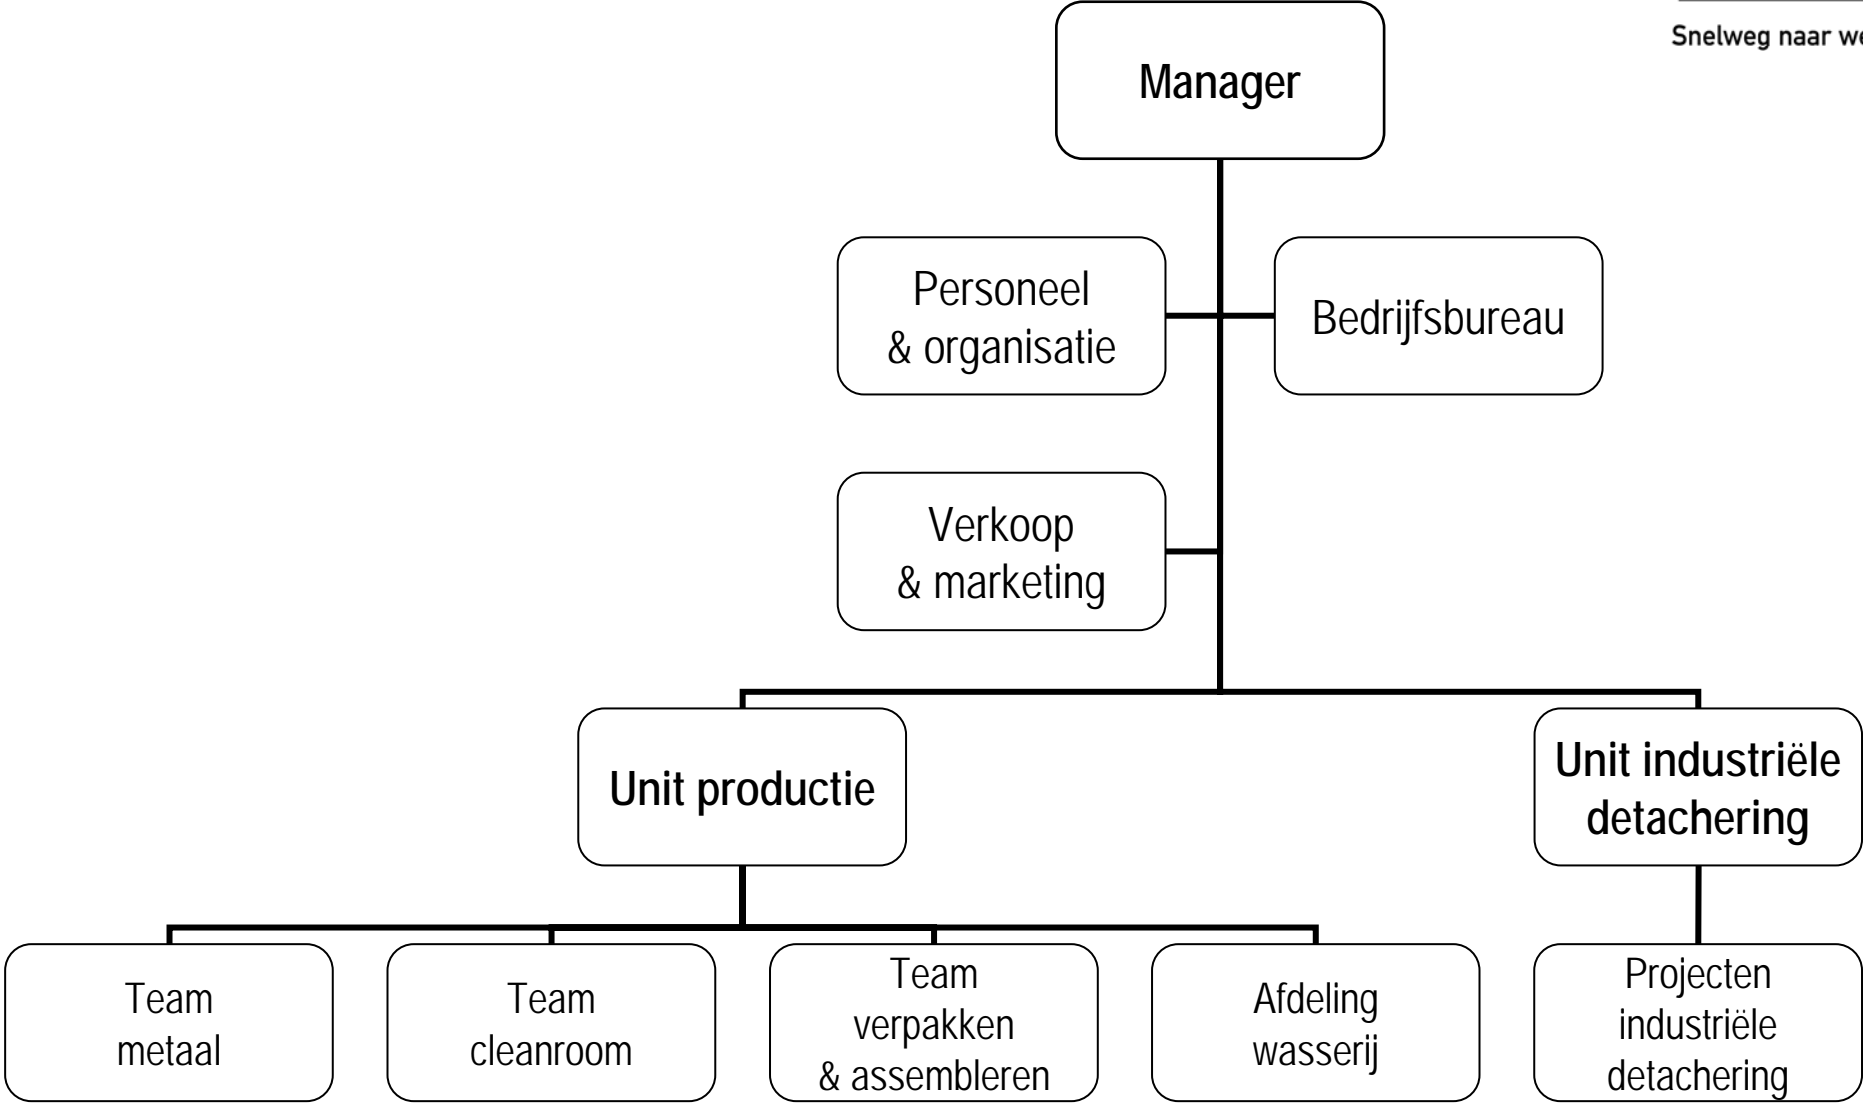 Snelweg naar
Manager
Personeel
& organisatie
Bedrijfsbureau
Verkoop
& marketing
Unit productie
Unit industriële
detachering
Team
metaal
Team
cleanroom
Team
verpakken
& assembleren
Afdeling
wasserij
Projecten
industriële
detachering